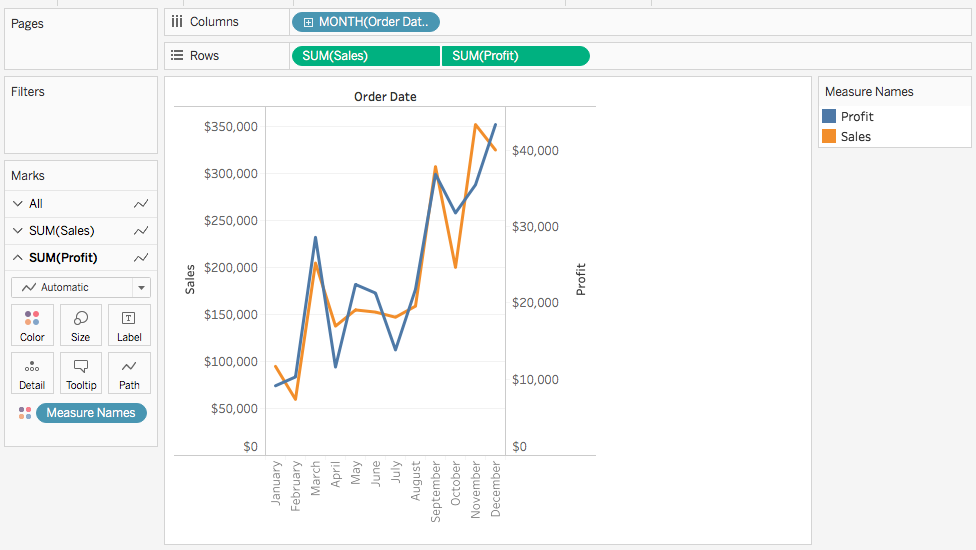 Pages
Columns
MONTH(Order Dat..
Rows
SUM(Sales)
SUM(Profit)
Filters
Marks
All
SUM(Sales)
SUM(Profit)
Automatic
Color
Size
T
Label
Detail
Tooltip
Path
Measure Names
Order Date
Sales
$350,000
$300,000
$250,000
$200,000
$150,000
$100,000
$50,000
$0
Profit
$40,000
$30,000
$20,000
$10,000
$0
January
February
March
April
May
June
July
August
September
October
November
December
Measure Names
Profit
Sales